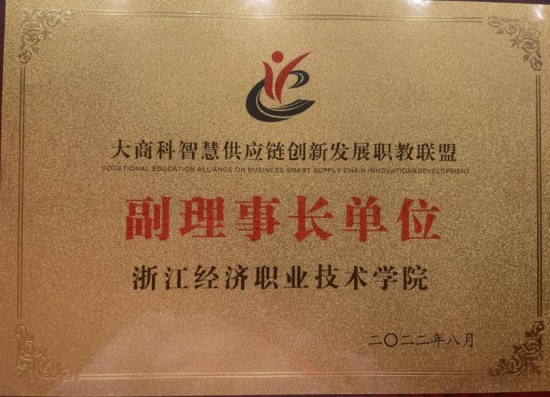 大商科智慧供应链创新发展职教联盟
VOCATIONAL EDUCATION ALLIANCE ON BUSINESS SMART SUPPLY CHAIN INNOVATION&DEVELOPMENT
副理事长单位
浙江经济职业技术学院
二〇二二年八月